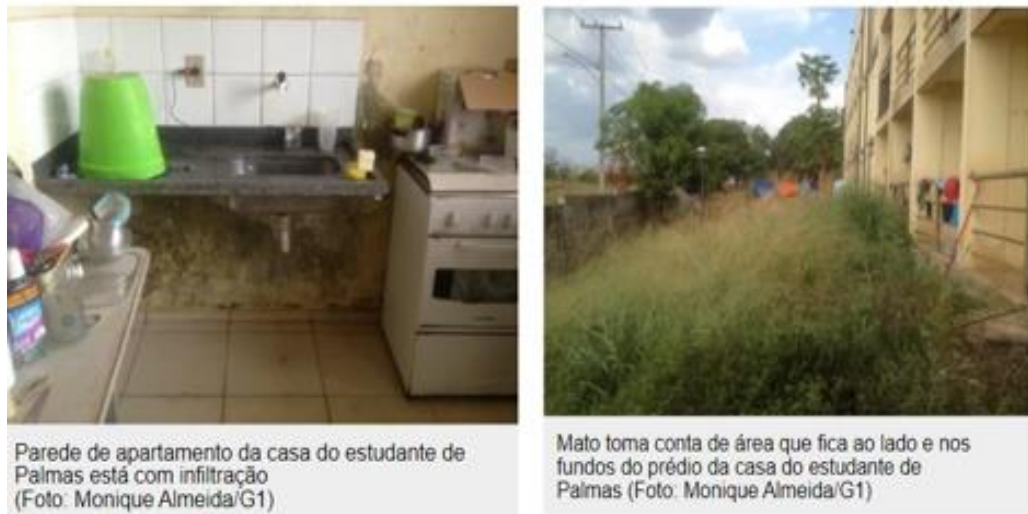 Parede de apartamento da casa do estudante de
Palmas está com infiltração
(Foto: Monique Almeida/G1)
Mato toma conta de área que fica ao lado e nos
fundos do prédio da casa do estudante de
Palmas (Foto: Monique Almeida/G1)